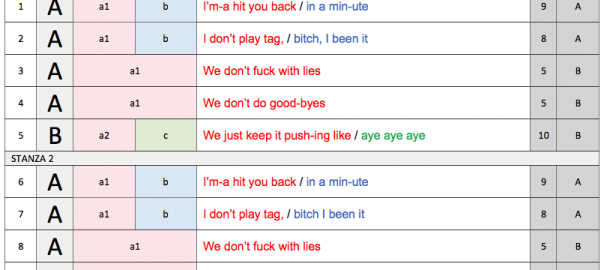 1 A a1 b I'm-a hit you back / in a min-ute 9 A
2 A a1 b I don't play tag, / bitch, I been it 8 A
3 A a1 We don't fuck with lies 5 B
4 A a1 We don't do good-byes 5 B
5 B a2 c We just keep it push-ing like / aye aye aye 10 B
STANZA 2
6 A a1 b I'm-a hit you back / in a min-ute 9 A
7 A a1 b I don't play tag, / bitch I been it 8 A
8 A a1 We don't fuck with lies 5 B